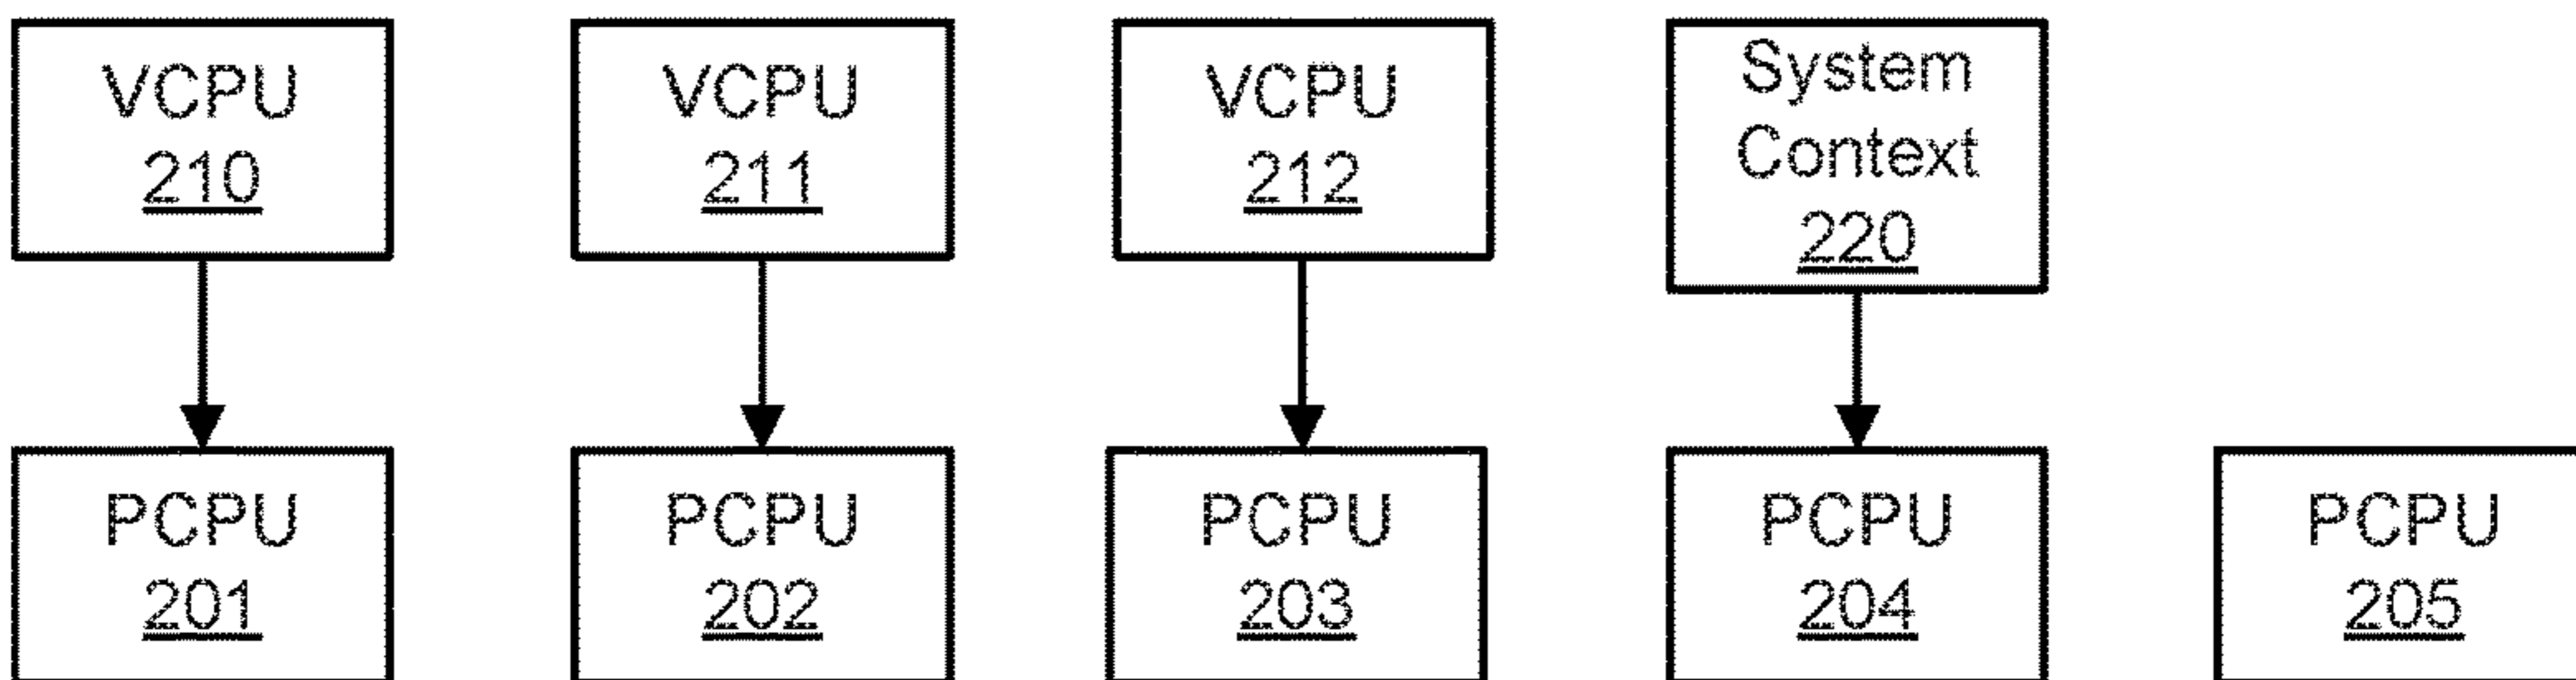 VCPU
210
VCPU
211
VCPU
212
System
Context
220
PCPU
201
PCPU
202
PCPU
203
PCPU
204
PCPU
205